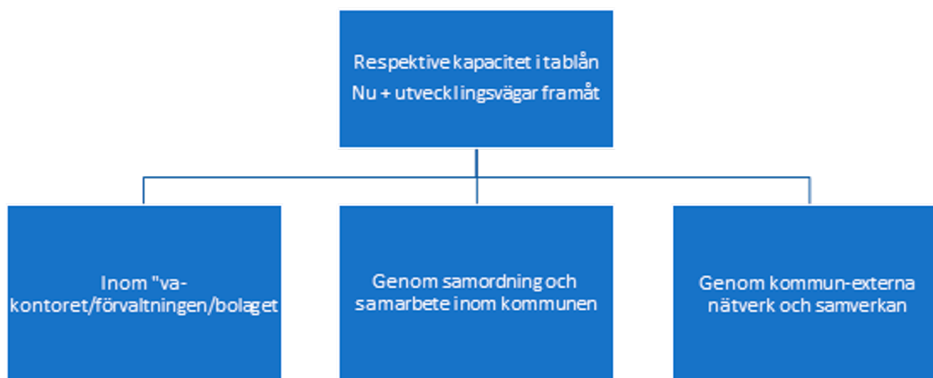 Respektive kapacitet i tablån
Nu + utvecklingsvägar framåt
Inom "va-
kontoret/förvaltningen/bolaget
Genom samordning och
samarbete inom kommunen
Genom kommun-externa
nätverk och samverkan